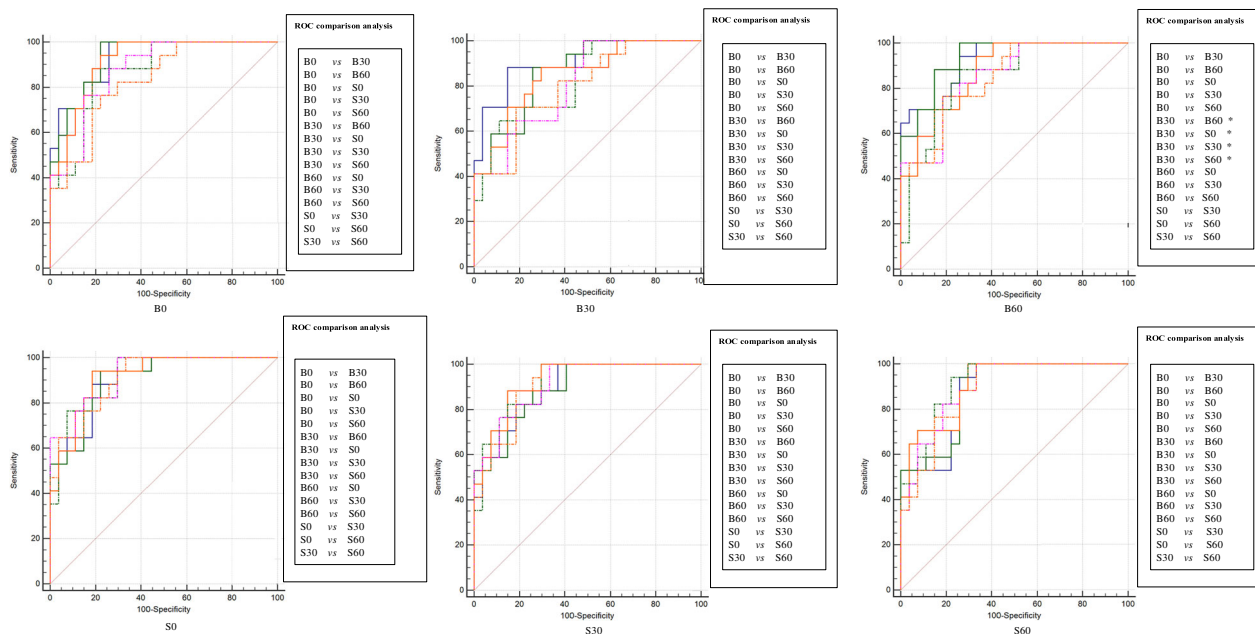 ROC comparison analysis
B0 vs B30
B0 vs B60
B0 vs S0
B0 vs S30
B0 vs S60
B30 vs B60
B30 vs S0
B30 vs S30
B30 vs S60
B60 vs S0
B60 vs S30
B60 vs S60
S0 vs S30
S0 vs S60
S30 vs S60
Sensitivity
100
80
60
40
20
0
0 20 40 60 80 100
100-Specificity
B0
ROC comparison analysis
B0 vs B30
B0 vs B60
B0 vs S0
B0 vs S30
B0 vs S60
B30 vs B60
B30 vs S0
B30 vs S30
B30 vs S60
B60 vs S0
B60 vs S30
B60 vs S60
S0 vs S30
S0 vs S60
S30 vs S60
Sensitivity
100
80
60
40
20
0
0 20 40 60 80 100
100-Specificity
B30
ROC comparison analysis
B0 vs B30
B0 vs B60
B0 vs S0
B0 vs S30
B0 vs S60
B30 vs B60 *
B30 vs S0 *
B30 vs S30 *
B30 vs S60 *
B60 vs S0
B60 vs S30
B60 vs S60
S0 vs S30
S0 vs S60
S30 vs S60
Sensitivity
100
80
60
40
20
0
0 20 40 60 80 100
100-Specificity
B60
ROC comparison analysis
B0 vs B30
B0 vs B60
B0 vs S0
B0 vs S30
B0 vs S60
B30 vs B60
B30 vs S0
B30 vs S30
B30 vs S60
B60 vs S0
B60 vs S30
B60 vs S60
S0 vs S30
S0 vs S60
S30 vs S60
Sensitivity
100
80
60
40
20
0
0 20 40 60 80 100
100-Specificity
S0
ROC comparison analysis
B0 vs B30
B0 vs B60
B0 vs S0
B0 vs S30
B0 vs S60
B30 vs B60
B30 vs S0
B30 vs S30
B30 vs S60
B60 vs S0
B60 vs S30
B60 vs S60
S0 vs S30
S0 vs S60
S30 vs S60
Sensitivity
100
80
60
40
20
0
0 20 40 60 80 100
100-Specificity
S30
ROC comparison analysis
B0 vs B30
B0 vs B60
B0 vs S0
B0 vs S30
B0 vs S60
B30 vs B60
B30 vs S0
B30 vs S30
B30 vs S60
B60 vs S0
B60 vs S30
B60 vs S60
S0 vs S30
S0 vs S60
S30 vs S60
Sensitivity
100
80
60
40
20
0
0 20 40 60 80 100
100-Specificity
S60